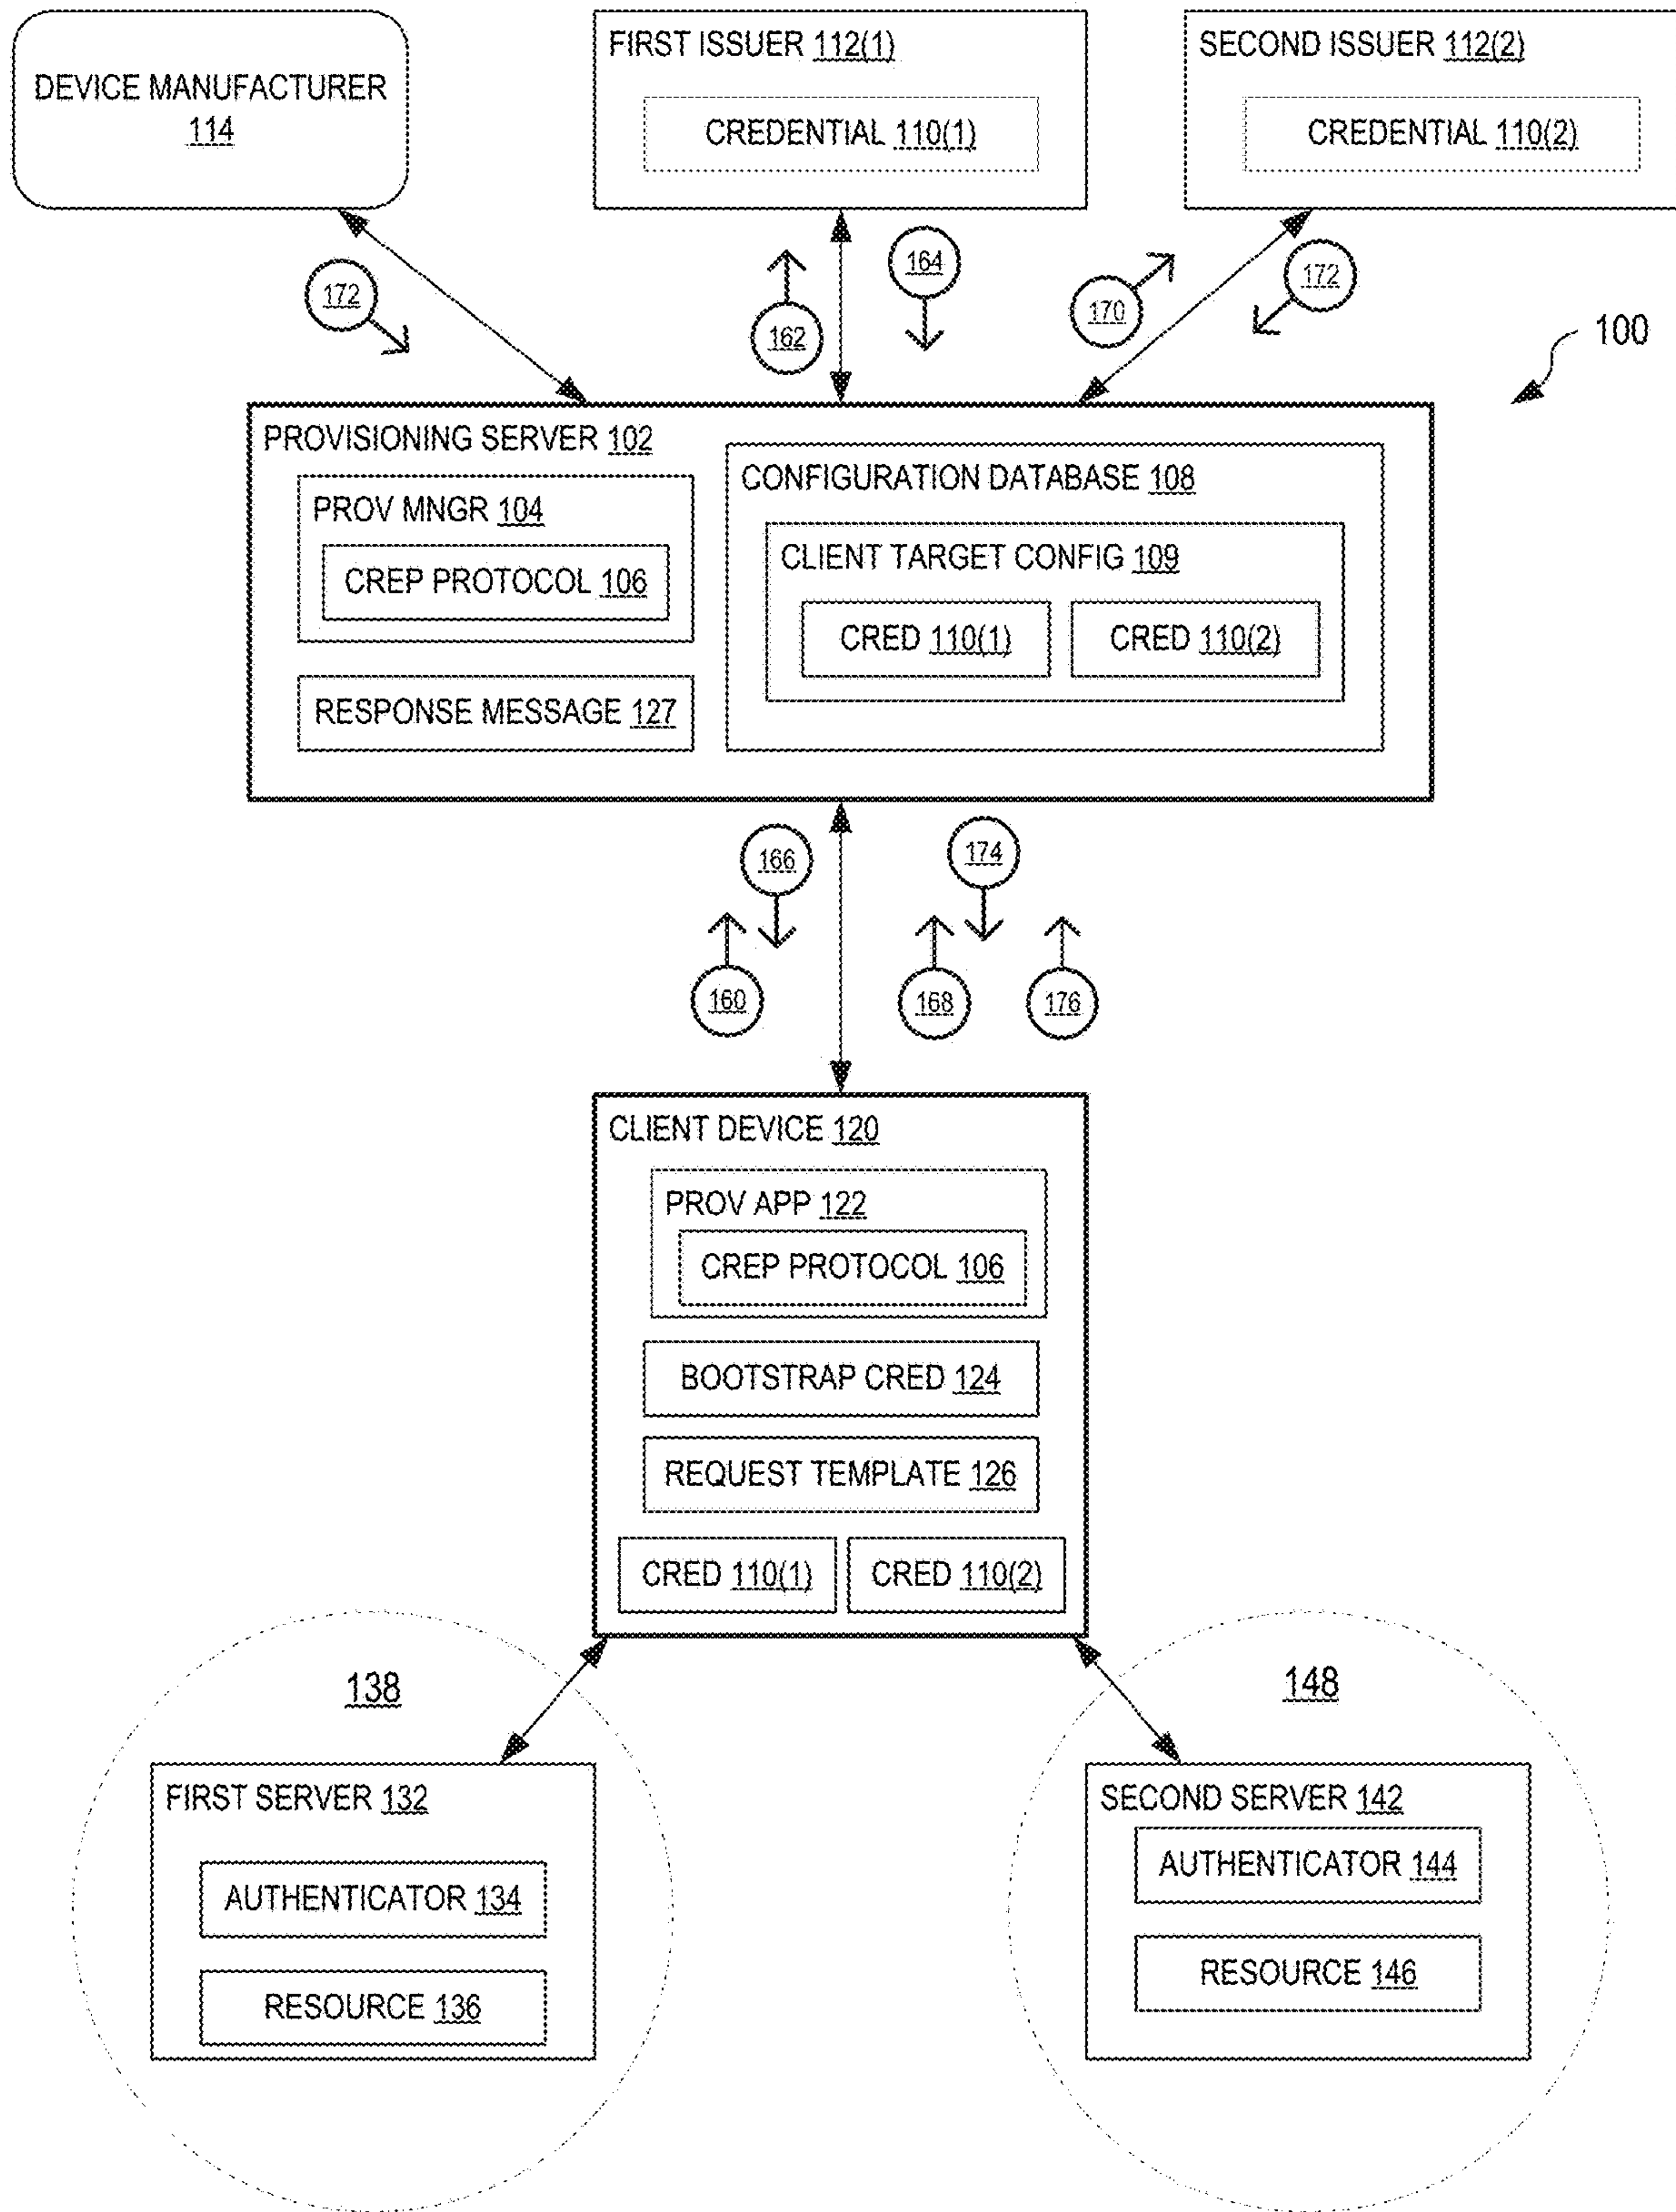 DEVICE MANUFACTURER
114
FIRST ISSUER 112(1)
CREDENTIAL 110(1)
SECOND ISSUER 112(2)
CREDENTIAL 110(2)
172
162
164
170
172
100
PROVISIONING SERVER 102
PROV MNGR 104
CREP PROTOCOL 106
RESPONSE MESSAGE 127
CONFIGURATION DATABASE 108
CLIENT TARGET CONFIG 109
CRED 110(1)
CRED 110(2)
166
174
160
168
176
CLIENT DEVICE 120
PROV APP 122
CREP PROTOCOL 106
BOOTSTRAP CRED 124
REQUEST TEMPLATE 126
CRED 110(1)
CRED 110(2)
138
FIRST SERVER 132
AUTHENTICATOR 134
RESOURCE 136
148
SECOND SERVER 142
AUTHENTICATOR 144
RESOURCE 146